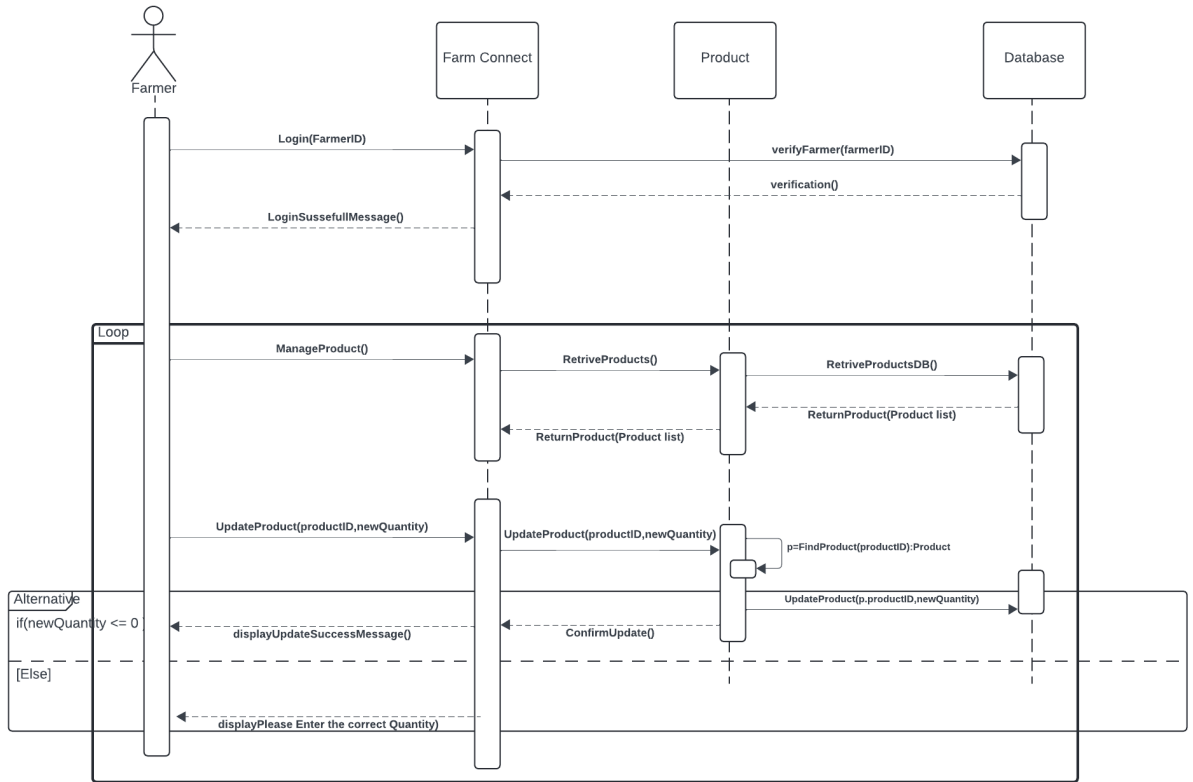 Farmer
Farm Connect
Product
Database
Login(FarmerID)
verifyFarmer(farmerID)
verification()
LoginSussefullMessage()
Loop
ManageProduct()
RetriveProducts()
RetriveProductsDB()
ReturnProduct(Product list)
ReturnProduct(Product list)
UpdateProduct(productID,newQuantity)
UpdateProduct(productID,newQuantity)
p=FindProduct(productID):Product
Alternative
UpdateProduct(p.productID,newQuantity)
if(newQuantity <= 0 )
displayUpdateSuccessMessage()
ConfirmUpdate()
[Else]
displayPlease Enter the correct Quantity)